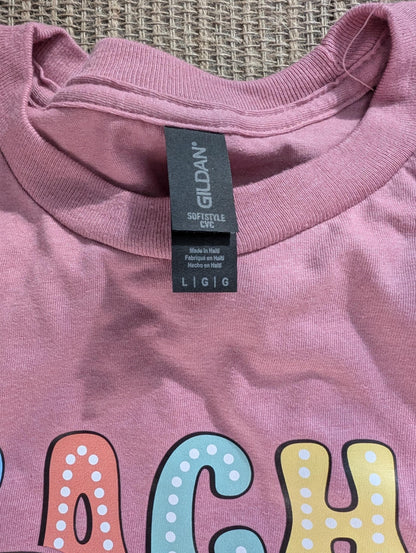 GILDAN®
SOFTSTYLE
CVC
Made in Haiti
Fabriqué en Haïti
Hecho en Haití
L | G | G
ACH